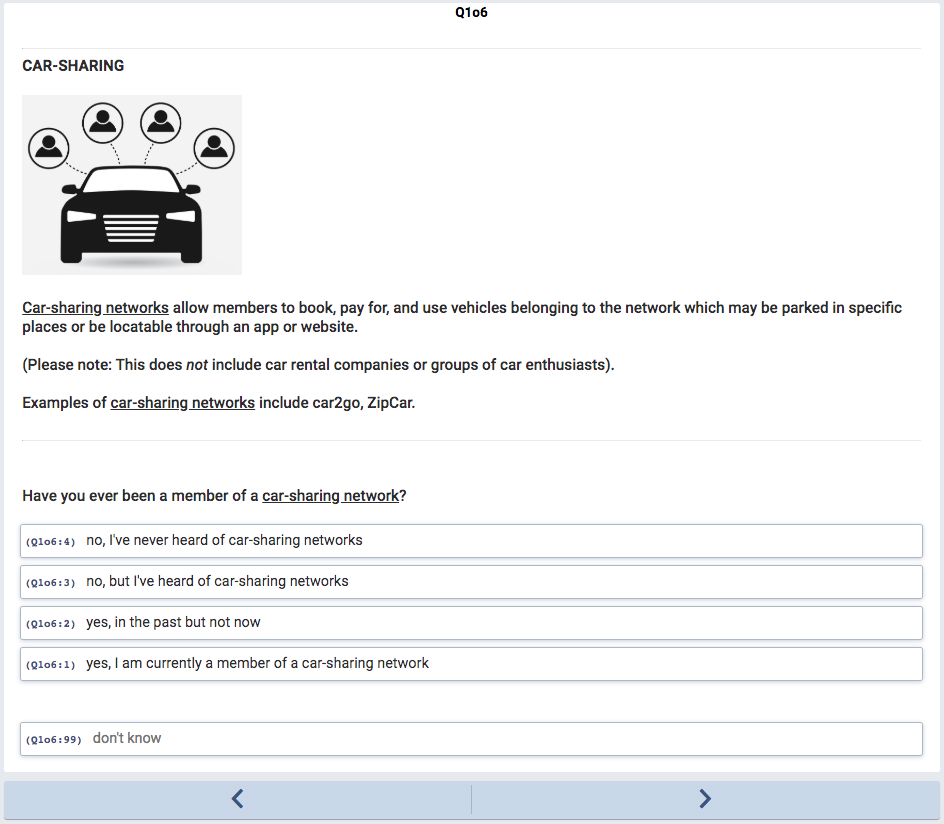 Q1o6
CAR-SHARING
Car-sharing networks allow members to book, pay for, and use vehicles belonging to the network which may be parked in specific
places or be locatable through an app or website.
(Please note: This does not include car rental companies or groups of car enthusiasts).
Examples of car-sharing networks include car2go, ZipCar.
Have you ever been a member of a car-sharing network?
(Q1o6:4) no, I've never heard of car-sharing networks
(Q1o6:3) no, but I've heard of car-sharing networks
(Q1o6:2) yes, in the past but not now
(Q1o6:1) yes, I am currently a member of a car-sharing network
(Q1o6:99) don't know